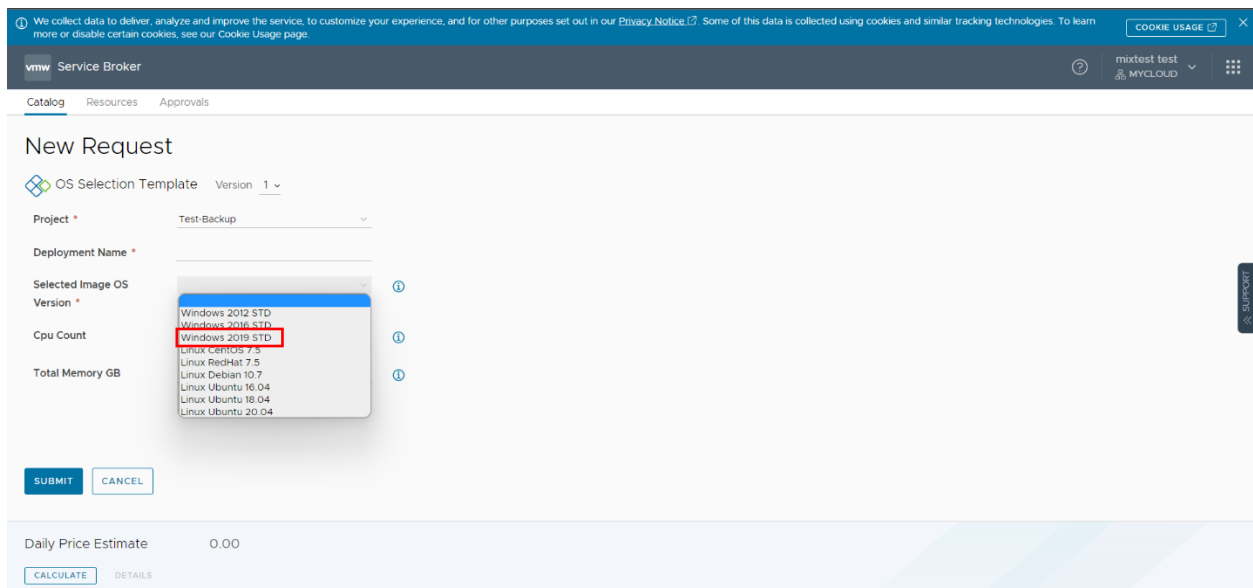 We collect data to deliver, analyze and improve the service, to customize your experience, and for other purposes set out in our Privacy Notice. Some of this data is collected using cookies and similar tracking technologies. To learn
more or disable certain cookies, see our Cookie Usage page.
COOKIE USAGE
vmw Service Broker
mixtest test
MYCLOUD
Catalog Resources Approvals
New Request
OS Selection Template Version 1
Project * Test-Backup
Deployment Name *
Selected Image OS
Version *
Windows 2012 STD
Windows 2016 STD
Cpu Count
Windows 2019 STD
Linux CentOS 7.5
Linux RedHat 7.5
Total Memory GB
Linux Debian 10.7
Linux Ubuntu 16.04
Linux Ubuntu 18.04
Linux Ubuntu 20.04
SUPPORT
SUBMIT CANCEL
Daily Price Estimate 0.00
CALCULATE DETAILS